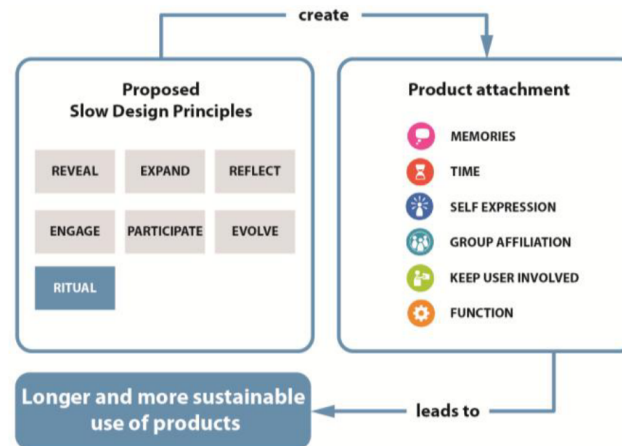 create
Proposed
Slow Design Principles
REVEAL
EXPAND
REFLECT
ENGAGE
PARTICIPATE
EVOLVE
RITUAL
Product attachment
MEMORIES
TIME
SELF EXPRESSION
GROUP AFFILIATION
KEEP USER INVOLVED
FUNCTION
leads to
Longer and more sustainable
use of products